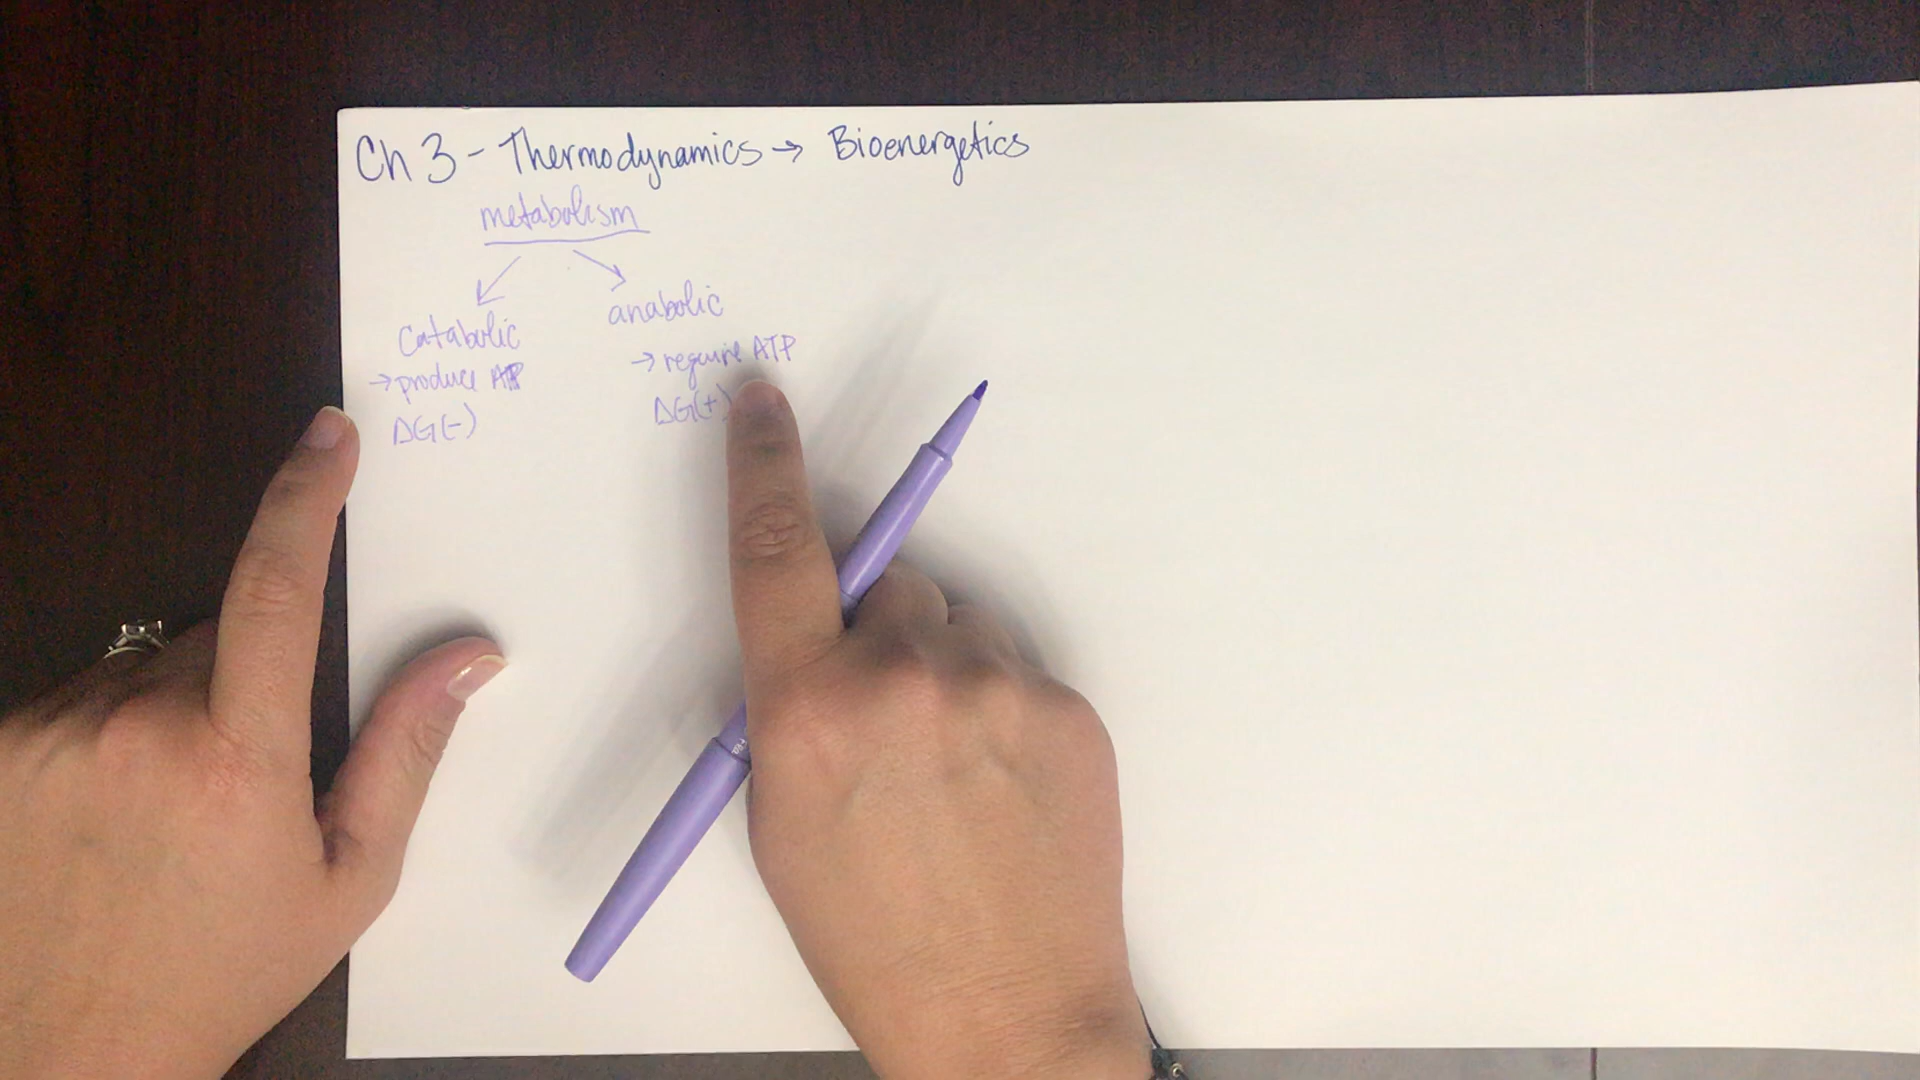 Ch 3 - Thermodynamics → Bioenergetics
metabolism
Catabolic
→ produce ATP
ΔG(-)
anabolic
→ require ATP
ΔG(+)